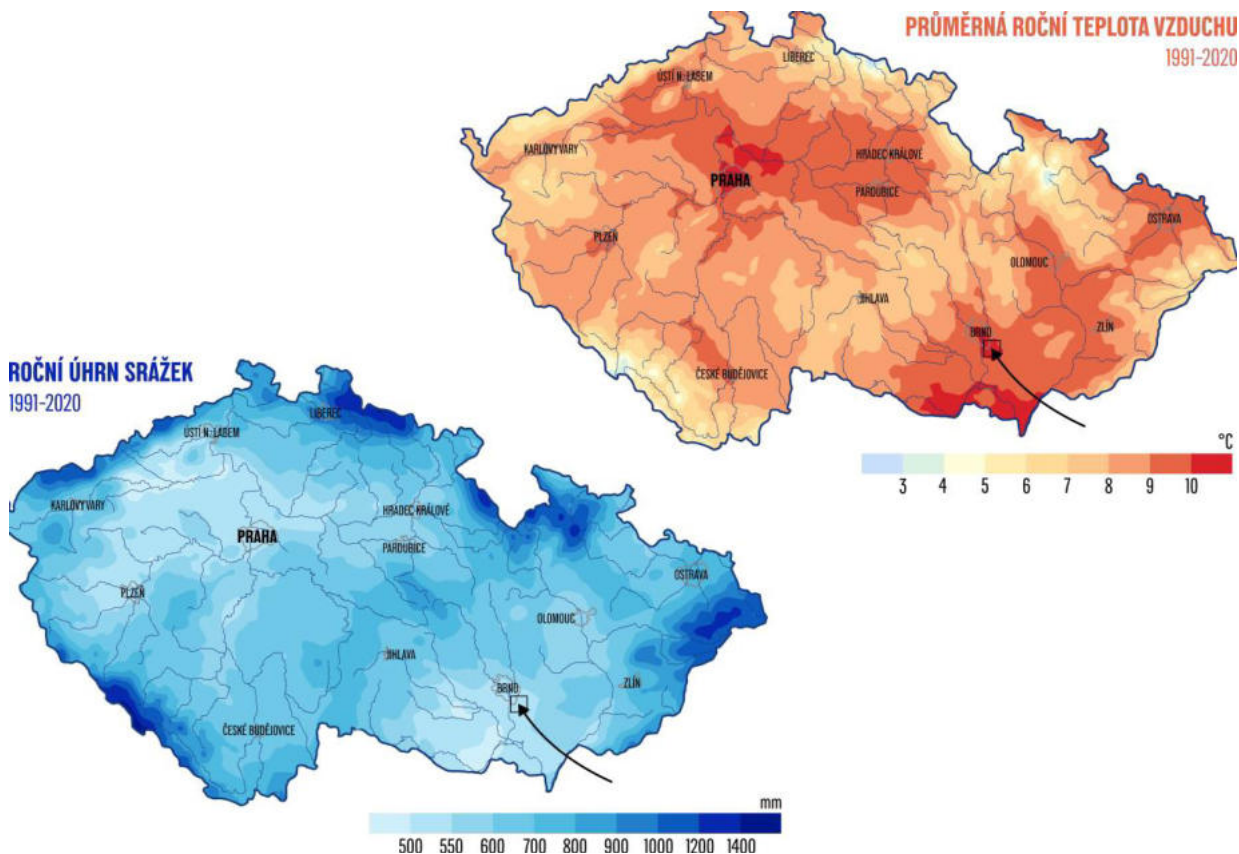 PRŮMĚRNÁ ROČNÍ TEPLOTA VZDUCHU
1991-2020
LIBEREC
ÚSTÍ N. LABEM
KARLOVY VARY
HRADEC KRÁLOVÉ
PRAHA
PARDUBICE
OSTRAVA
PLZEŇ
OLOMOUC
JIHLAVA
BRNO
ZLÍN
ČESKÉ BUDĚJOVICE
°C
3 4 5 6 7 8 9 10
ROČNÍ ÚHRN SRÁŽEK
1991-2020
LIBEREC
ÚSTÍ N. LABEM
KARLOVY VARY
HRADEC KRÁLOVÉ
PRAHA
PARDUBICE
OSTRAVA
PLZEŇ
OLOMOUC
JIHLAVA
BRNO
ZLÍN
ČESKÉ BUDĚJOVICE
mm
500 550 600 700 800 900 1000 1200 1400